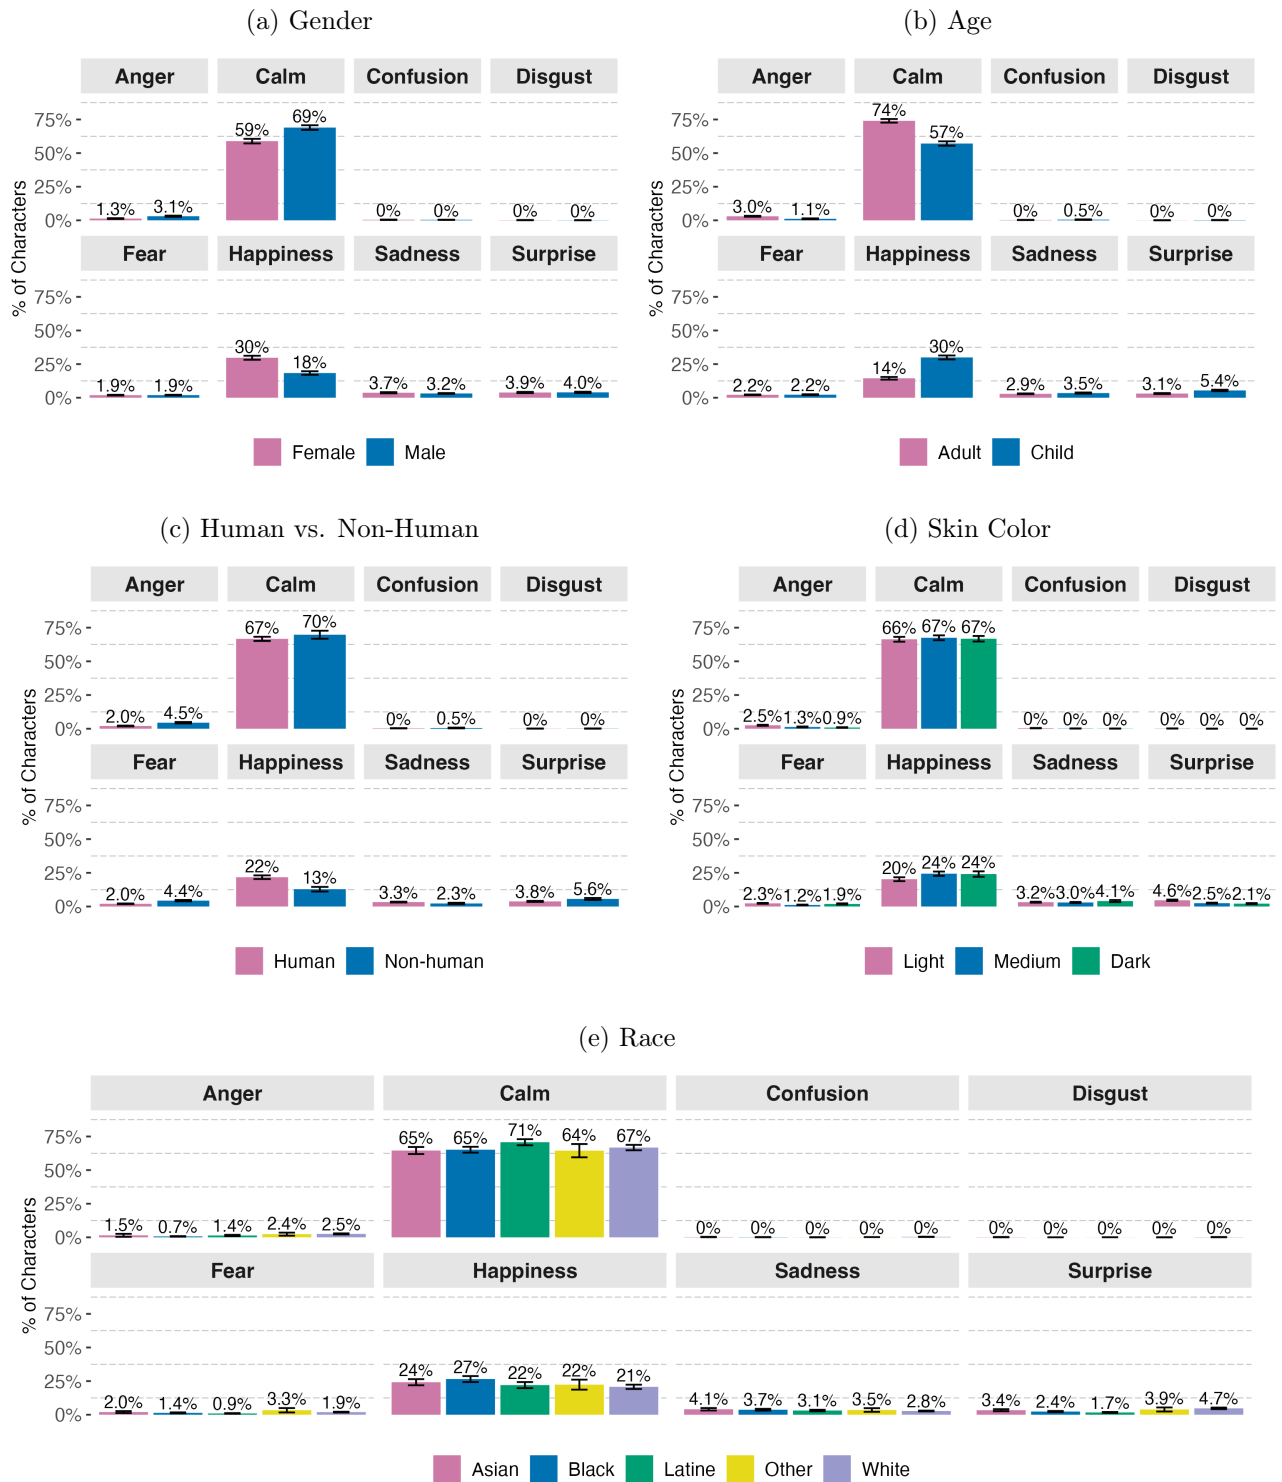 (a) Gender
Anger Calm Confusion Disgust
75%
50%
25%
0%
1.3% 3.1% 59% 69% 0% 0% 0% 0%
Fear Happiness Sadness Surprise
75%
50%
25%
0%
1.9% 1.9% 30% 18% 3.7% 3.2% 3.9% 4.0%
% of Characters
Female Male
(b) Age
Anger Calm Confusion Disgust
75%
50%
25%
0%
3.0% 1.1% 74% 57% 0% 0.5% 0% 0%
Fear Happiness Sadness Surprise
75%
50%
25%
0%
2.2% 2.2% 14% 30% 2.9% 3.5% 3.1% 5.4%
% of Characters
Adult Child
(c) Human vs. Non-Human
Anger Calm Confusion Disgust
75%
50%
25%
0%
2.0% 4.5% 67% 70% 0% 0.5% 0% 0%
Fear Happiness Sadness Surprise
75%
50%
25%
0%
2.0% 4.4% 22% 13% 3.3% 2.3% 3.8% 5.6%
% of Characters
Human Non-human
(d) Skin Color
Anger Calm Confusion Disgust
75%
50%
25%
0%
2.5% 1.3% 0.9% 66% 67% 67% 0% 0% 0% 0% 0% 0%
Fear Happiness Sadness Surprise
75%
50%
25%
0%
2.3% 1.2% 1.9% 20% 24% 24% 3.2% 3.0% 4.1% 4.6% 2.5% 2.1%
% of Characters
Light Medium Dark
(e) Race
Anger Calm Confusion Disgust
75%
50%
25%
0%
1.5% 0.7% 1.4% 2.4% 2.5% 65% 65% 71% 64% 67% 0% 0% 0% 0% 0% 0% 0% 0% 0% 0%
Fear Happiness Sadness Surprise
75%
50%
25%
0%
2.0% 1.4% 0.9% 3.3% 1.9% 24% 27% 22% 22% 21% 4.1% 3.7% 3.1% 3.5% 2.8% 3.4% 2.4% 1.7% 3.9% 4.7%
% of Characters
Asian Black Latine Other White